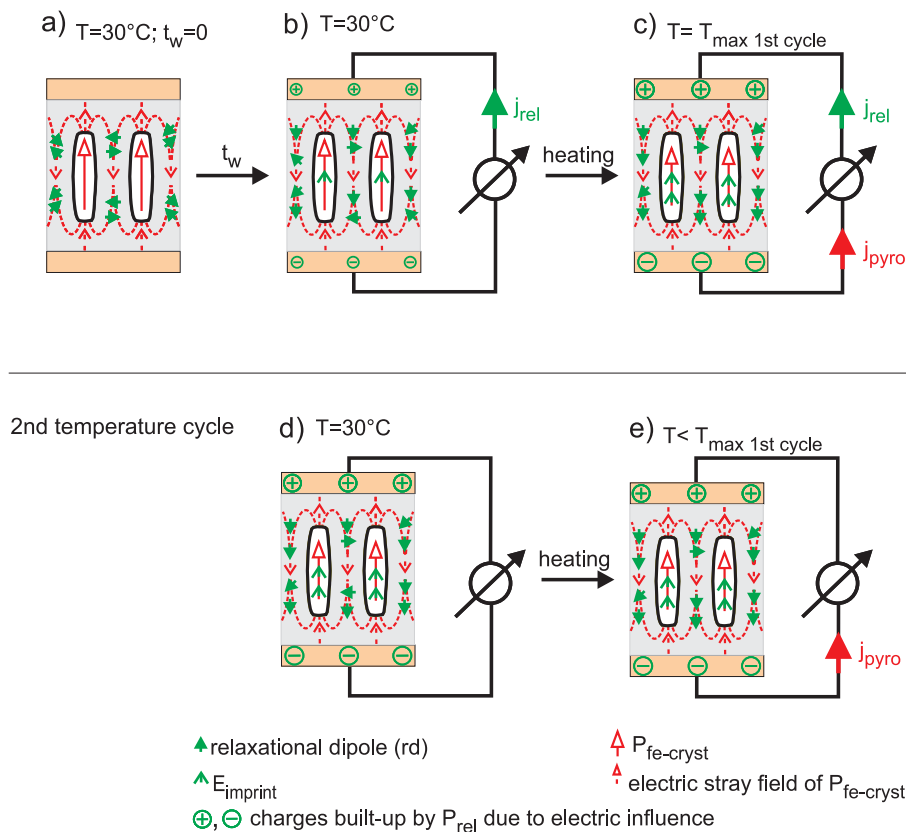 a) T=30°C; t_w=0
b) T=30°C
c) T= T_max 1st cycle
j_rel
j_rel
t_w
heating
j_pyro
2nd temperature cycle
d) T=30°C
e) T< T_max 1st cycle
heating
j_pyro
relaxational dipole (rd)
P_fe-cryst
E_imprint
electric stray field of P_fe-cryst
⊕,⊖ charges built-up by P_rel due to electric influence